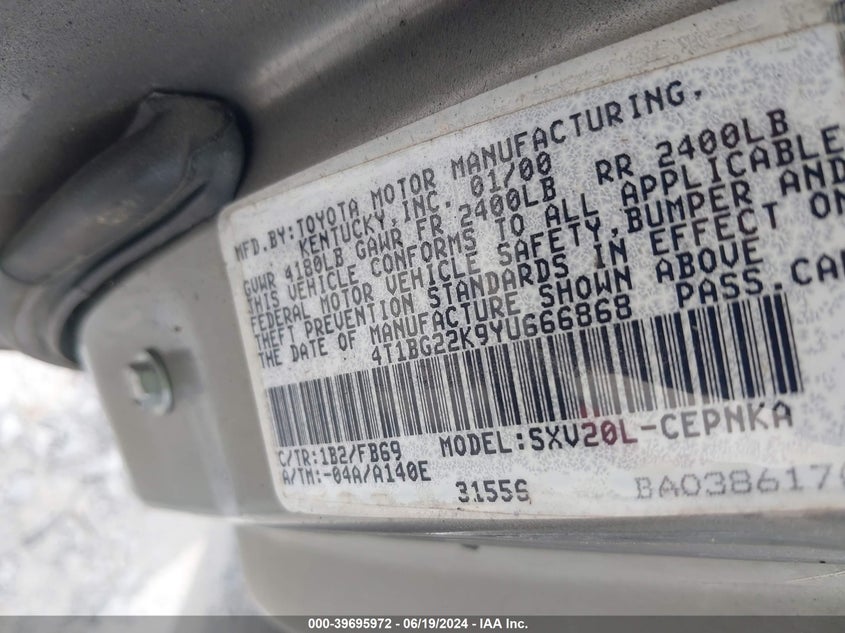 MFD.BY:TOYOTA MOTOR MANUFACTURING,
KENTUCKY,INC. 01/00
GVWR 4180LB GAWR FR 2400LB RR 2400LB
THIS VEHICLE CONFORMS TO ALL APPLICABLE
FEDERAL MOTOR VEHICLE SAFETY,BUMPER AND
THEFT PREVENTION STANDARDS IN EFFECT ON
THE DATE OF MANUFACTURE SHOWN ABOVE
4T1BG22K9YU666868 PASS.CAR
C/TR:1B2/FB69 MODEL:SXV20L-CEPNKA
A/TM:-04A/A140E
3155S BA0386170
000-39695972 • 06/19/2024 • IAA Inc.